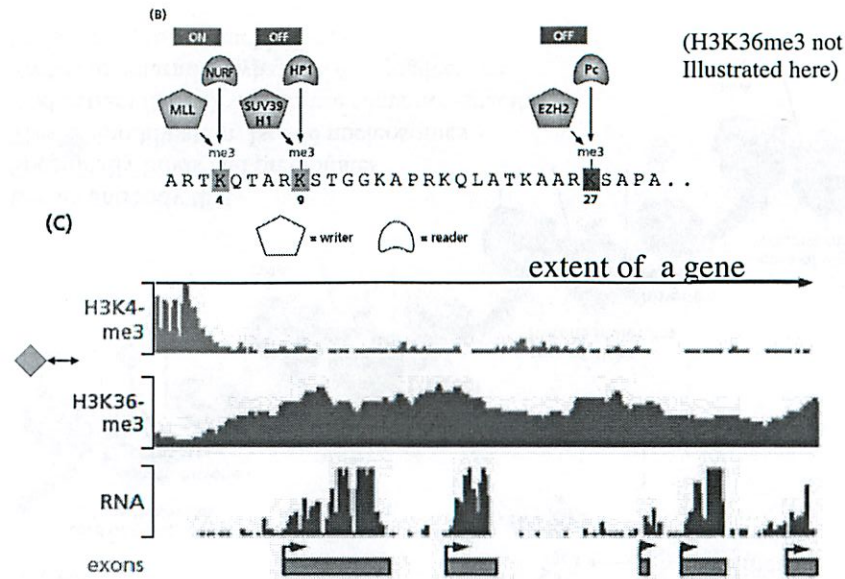 (B)
ON OFF OFF (H3K36me3 not
Illustrated here)
NURF HP1 Pc
MLL SUV39 H1 EZH2
me3 me3 me3
ARTKQTARKSTGGKAPRKQLATKAARKSAPA..
4 9 27
(C)
= writer = reader
extent of a gene
H3K4-
me3
H3K36-
me3
RNA
exons